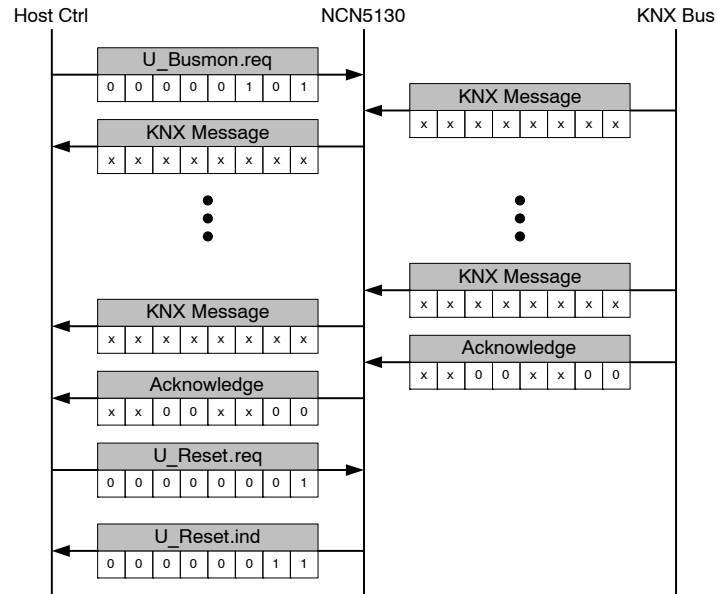 Host Ctrl NCN5130 KNX Bus
U_Busmon.req
0 0 0 0 0 1 0 1
KNX Message
x x x x x x x x
KNX Message
x x x x x x x x
KNX Message
x x x x x x x x
KNX Message
x x x x x x x x
Acknowledge
x x 0 0 x x 0 0
Acknowledge
x x 0 0 x x 0 0
U_Reset.req
0 0 0 0 0 0 0 1
U_Reset.ind
0 0 0 0 0 0 1 1